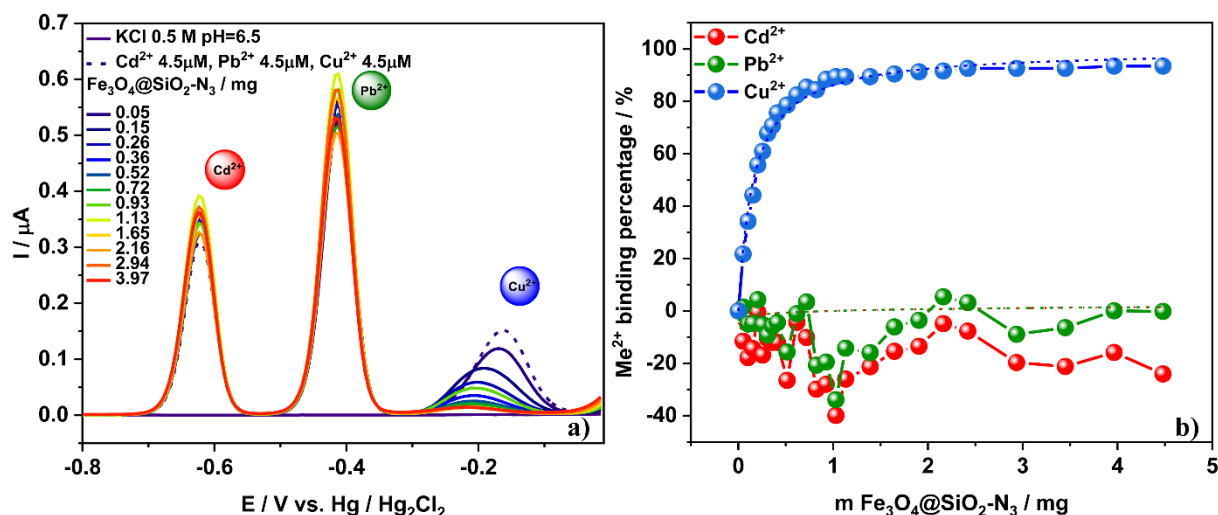 0.7
0.6
0.5
0.4
0.3
0.2
0.1
0.0
I / μA
KCl 0.5 M pH=6.5
Cd²⁺ 4.5μM, Pb²⁺ 4.5μM, Cu²⁺ 4.5μM
Fe₃O₄@SiO₂-N₃ / mg
0.05
0.15
0.26
0.36
0.52
0.72
0.93
1.13
1.65
2.16
2.94
3.97
Cd²⁺
Pb²⁺
Cu²⁺
a)
-0.8
-0.6
-0.4
-0.2
E / V vs. Hg / Hg₂Cl₂
Me²⁺ binding percentage / %
100
80
60
40
20
0
-20
-40
Cd²⁺
Pb²⁺
Cu²⁺
b)
0
1
2
3
4
5
m Fe₃O₄@SiO₂-N₃ / mg